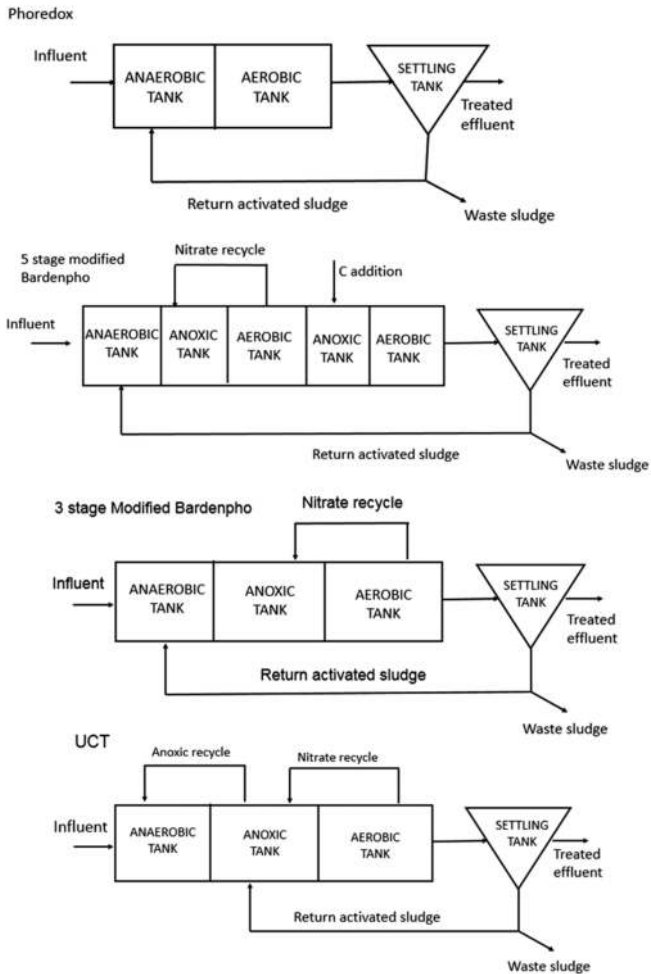 Phoredox
Influent
ANAEROBIC
TANK
AEROBIC
TANK
SETTLING
TANK
Treated
effluent
Return activated sludge
Waste sludge
5 stage modified
Bardenpho
Nitrate recycle
C addition
Influent
ANAEROBIC
TANK
ANOXIC
TANK
AEROBIC
TANK
ANOXIC
TANK
AEROBIC
TANK
SETTLING
TANK
Treated
effluent
Return activated sludge
Waste sludge
3 stage Modified Bardenpho
Nitrate recycle
Influent
ANAEROBIC
TANK
ANOXIC
TANK
AEROBIC
TANK
SETTLING
TANK
Treated
effluent
Return activated sludge
Waste sludge
UCT
Anoxic recycle
Nitrate recycle
Influent
ANAEROBIC
TANK
ANOXIC
TANK
AEROBIC
TANK
SETTLING
TANK
Treated
effluent
Return activated sludge
Waste sludge